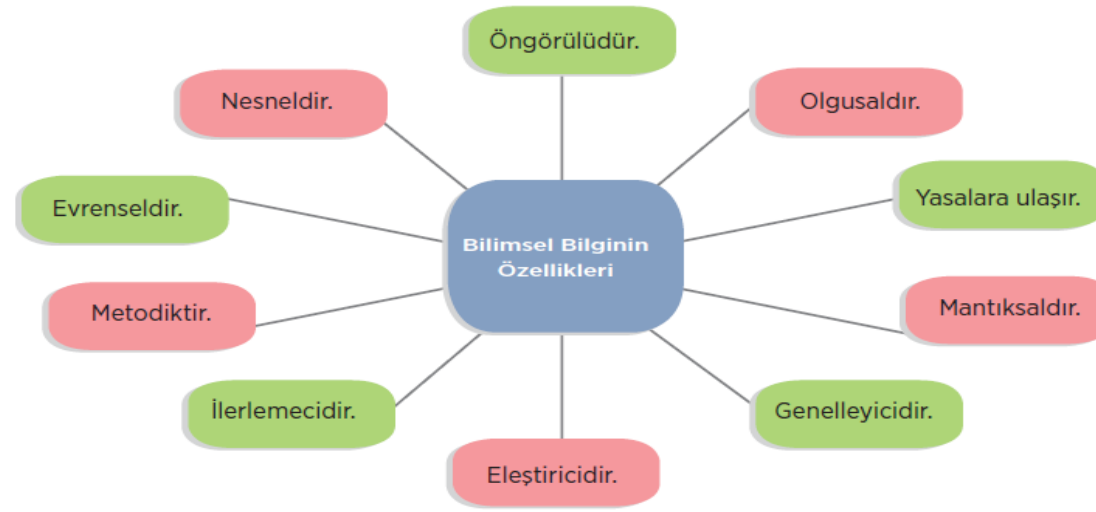 Öngörülüdür.
Nesneldir.
Olgusaldır.
Evrenseldir.
Yasalara ulaşır.
Bilimsel Bilginin
Özellikleri
Metodiktir.
Mantıksaldır.
İlerlemecidir.
Genelleyicidir.
Eleştiricidir.